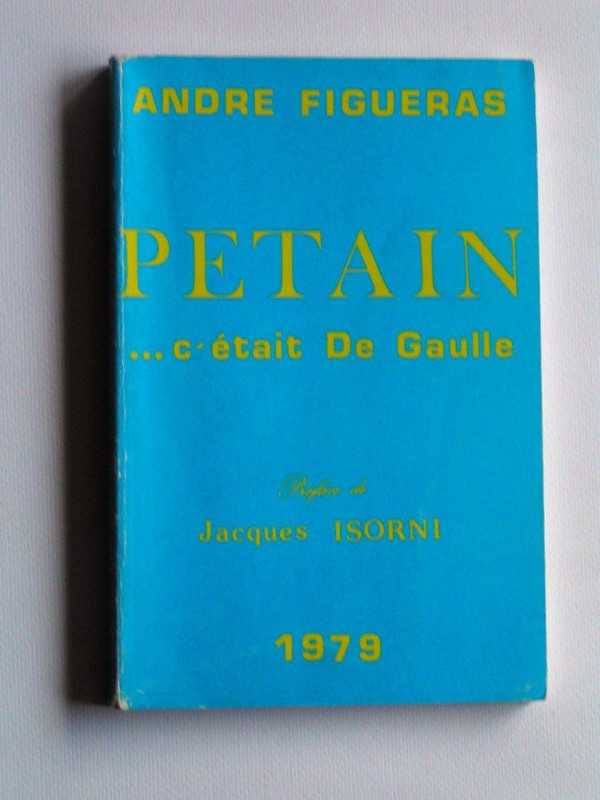 ANDRE FIGUERAS
PETAIN
...c'était De Gaulle
Préface de
Jacques ISORNI
1979